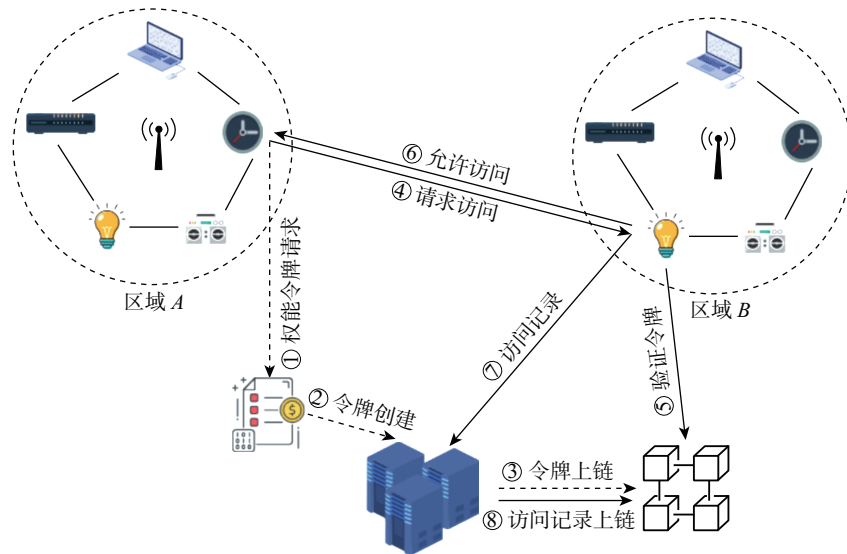 ⑥ 允许访问
④ 请求访问
区域 A
区域 B
① 权能令牌请求
⑦ 访问记录
⑤ 验证令牌
② 令牌创建
③ 令牌上链
⑧ 访问记录上链